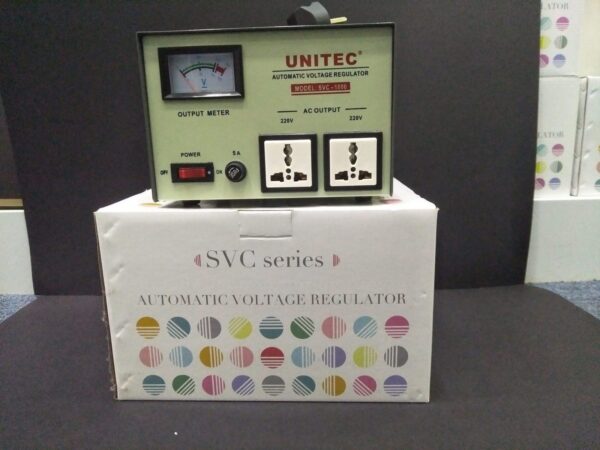 UNITEC®
AUTOMATIC VOLTAGE REGULATOR
MODEL: SVC-1000
OUTPUT METER
V
AC OUTPUT
220V
220V
POWER
5A
OFF
ON
SVC series
AUTOMATIC VOLTAGE REGULATOR
REGULATOR